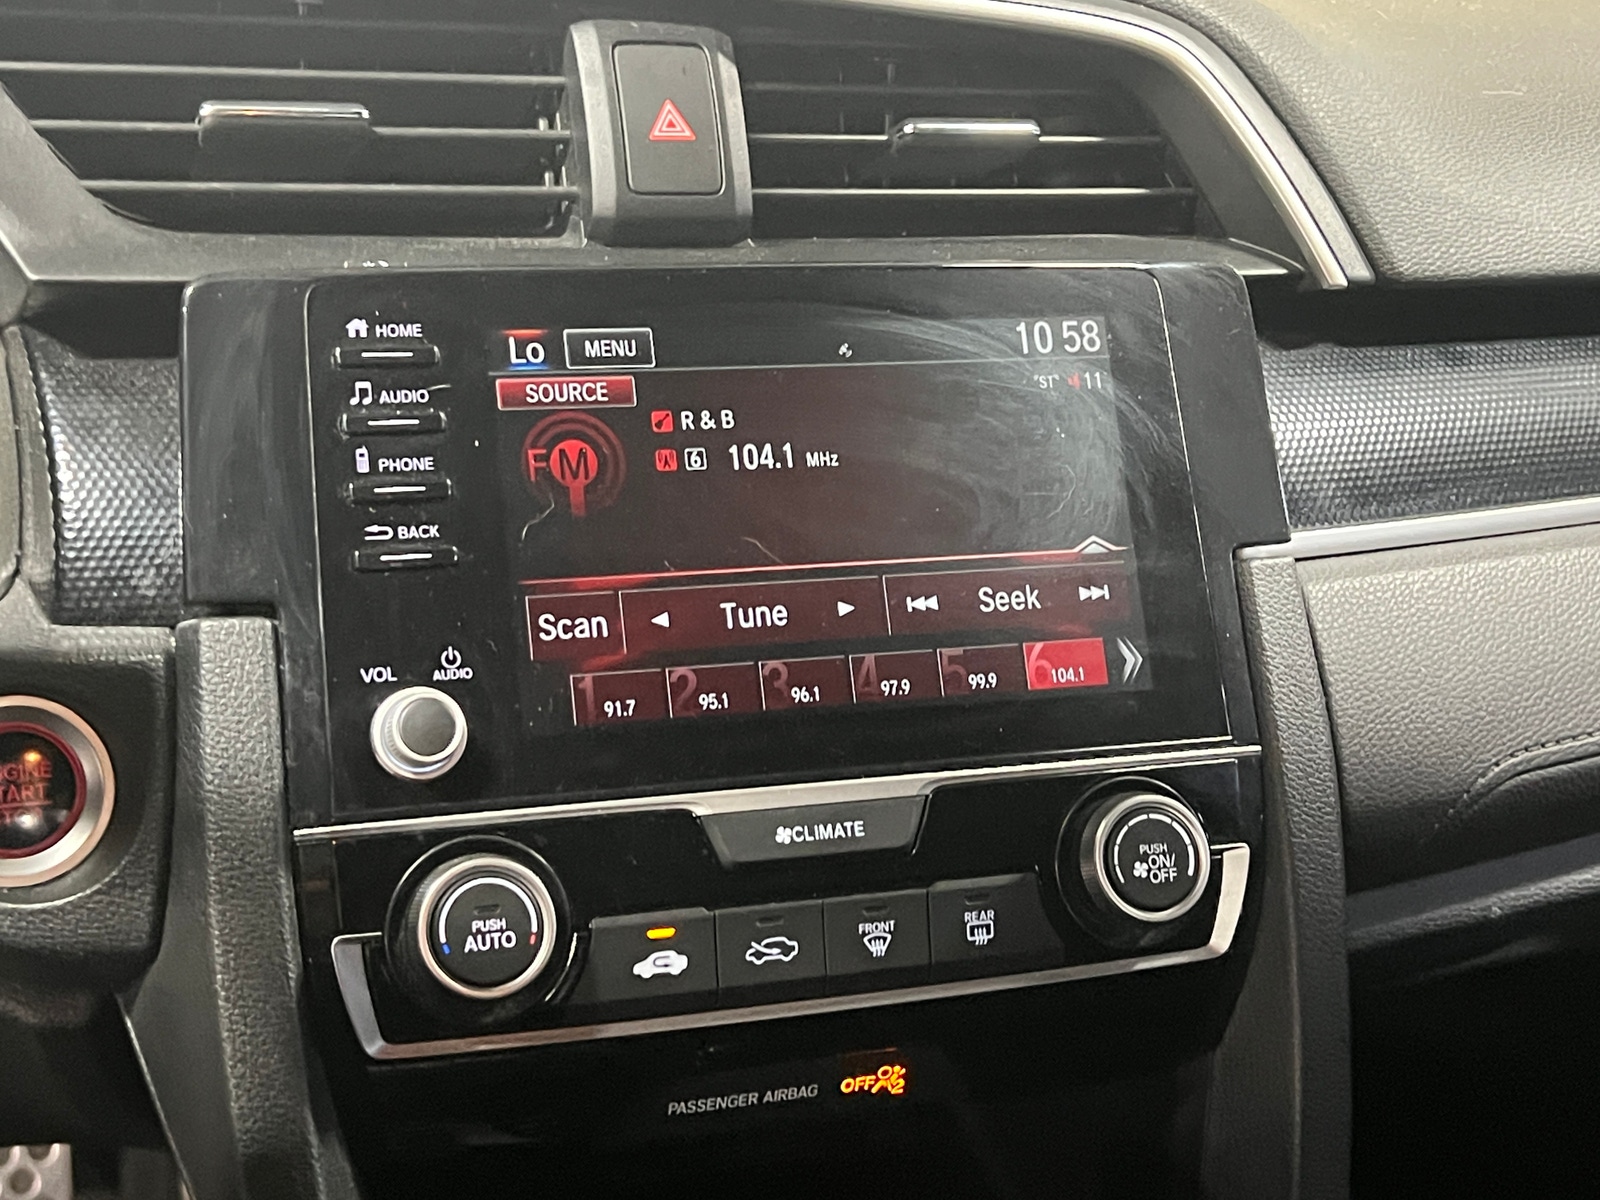 HOME
AUDIO
PHONE
BACK
VOL AUDIO
Lo MENU 10 58
SOURCE "ST" 11
R & B
FM 6 104.1 MHz
Scan Tune Seek
1 91.7 2 95.1 3 96.1 4 97.9 5 99.9 6 104.1
CLIMATE
PUSH
AUTO
FRONT
REAR
PUSH
ON/
OFF
PASSENGER AIRBAG OFF 2